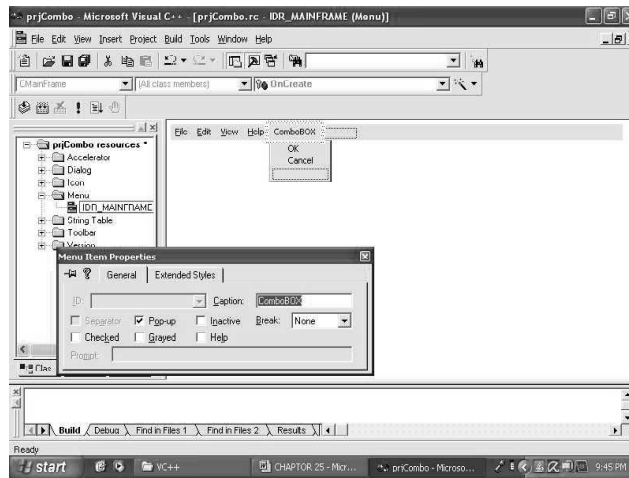 prjCombo - Microsoft Visual C++ - [prjCombo.rc - IDR_MAINFRAME (Menu)]
File Edit View Insert Project Build Tools Window Help
CMainFrame
[All class members]
OnCreate
prjCombo resources *
Accelerator
Dialog
Icon
Menu
IDR_MAINFRAME
String Table
Toolbar
Version
File Edit View Help ComboBOX
OK
Cancel
Menu Item Properties
General Extended Styles
ID: Caption: ComboBOX
Separator Pop-up Inactive Break: None
Checked Grayed Help
Prompt:
Clas
Build Debug Find in Files 1 Find in Files 2 Results
Ready
start VC++ CHAPTOR 25 - Micr... prjCombo - Microso... 9:45 PM